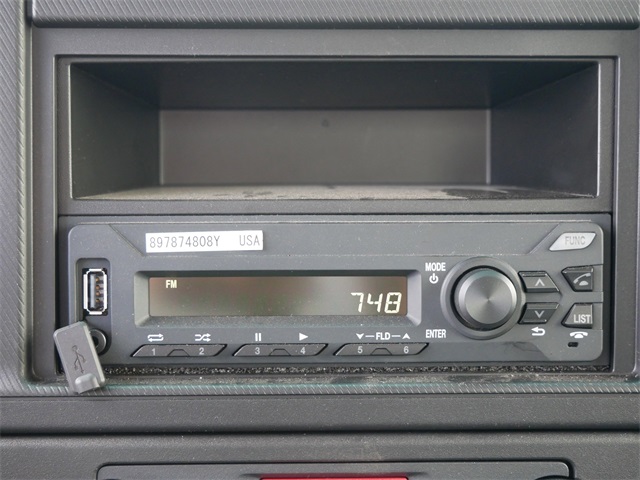 897874808Y USA
FUNC
FM
748
MODE
LIST
1 2 3 4 5 6
FLD
ENTER